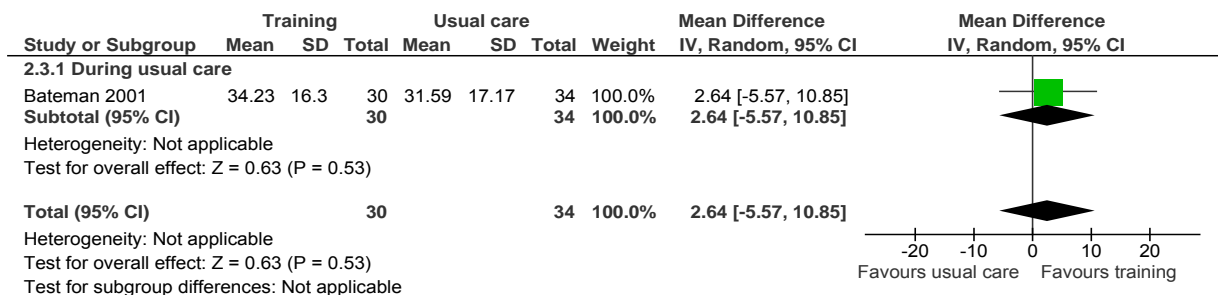 Training Usual care Mean Difference Mean Difference
Study or Subgroup Mean SD Total Mean SD Total Weight IV, Random, 95% CI IV, Random, 95% CI
2.3.1 During usual care
Bateman 2001 34.23 16.3 30 31.59 17.17 34 100.0% 2.64 [-5.57, 10.85]
Subtotal (95% CI) 30 34 100.0% 2.64 [-5.57, 10.85]
Heterogeneity: Not applicable
Test for overall effect: Z = 0.63 (P = 0.53)
Total (95% CI) 30 34 100.0% 2.64 [-5.57, 10.85]
Heterogeneity: Not applicable
Test for overall effect: Z = 0.63 (P = 0.53)
Test for subgroup differences: Not applicable
-20 -10 0 10 20
Favours usual care Favours training